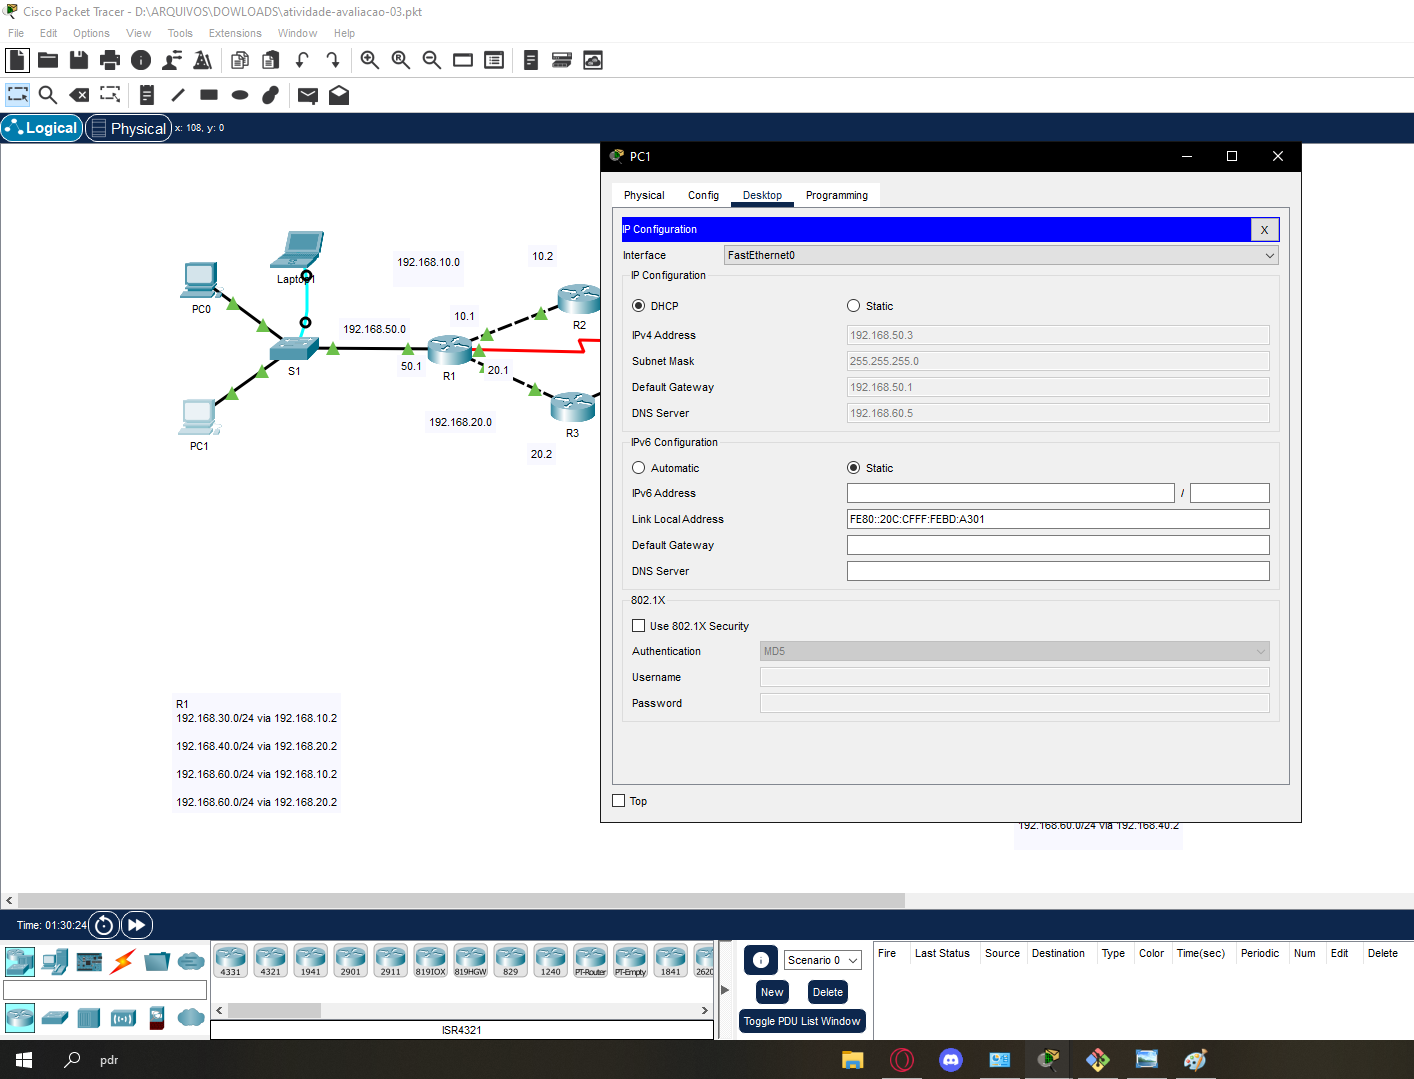 Cisco Packet Tracer - D:\ARQUIVOS\DOWLOADS\atividade-avaliacao-03.pkt
File Edit Options View Tools Extensions Window Help
Logical Physical x: 108, y: 0
PC1
Physical Config Desktop Programming
IP Configuration X
Interface FastEthernet0
IP Configuration
DHCP Static
IPv4 Address 192.168.50.3
Subnet Mask 255.255.255.0
Default Gateway 192.168.50.1
DNS Server 192.168.60.5
IPv6 Configuration
Automatic Static
IPv6 Address /
Link Local Address FE80::20C:CFFF:FEBD:A301
Default Gateway
DNS Server
802.1X
Use 802.1X Security
Authentication MD5
Username
Password
Top
192.168.10.0
10.2
Laptop1
PC0
192.168.50.0
10.1
R2
50.1
R1
20.1
S1
192.168.20.0
R3
PC1
20.2
R1
192.168.30.0/24 via 192.168.10.2
192.168.40.0/24 via 192.168.20.2
192.168.60.0/24 via 192.168.10.2
192.168.60.0/24 via 192.168.20.2
192.168.60.0/24 via 192.168.40.2
Time: 01:30:24
4331 4321 1941 2901 2911 819IOX 819HGW 829 1240 PT-Router PT-Empty 1841 2620
ISR4321
Scenario 0
New Delete
Toggle PDU List Window
Fire Last Status Source Destination Type Color Time(sec) Periodic Num Edit Delete
pdr